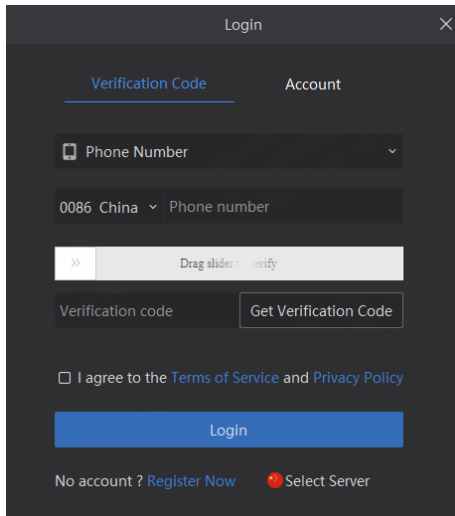 Login
Verification Code Account
Phone Number
0086 China Phone number
Drag slider
Verification code Get Verification Code
I agree to the Terms of Service and Privacy Policy
Login
No account ? Register Now Select Server